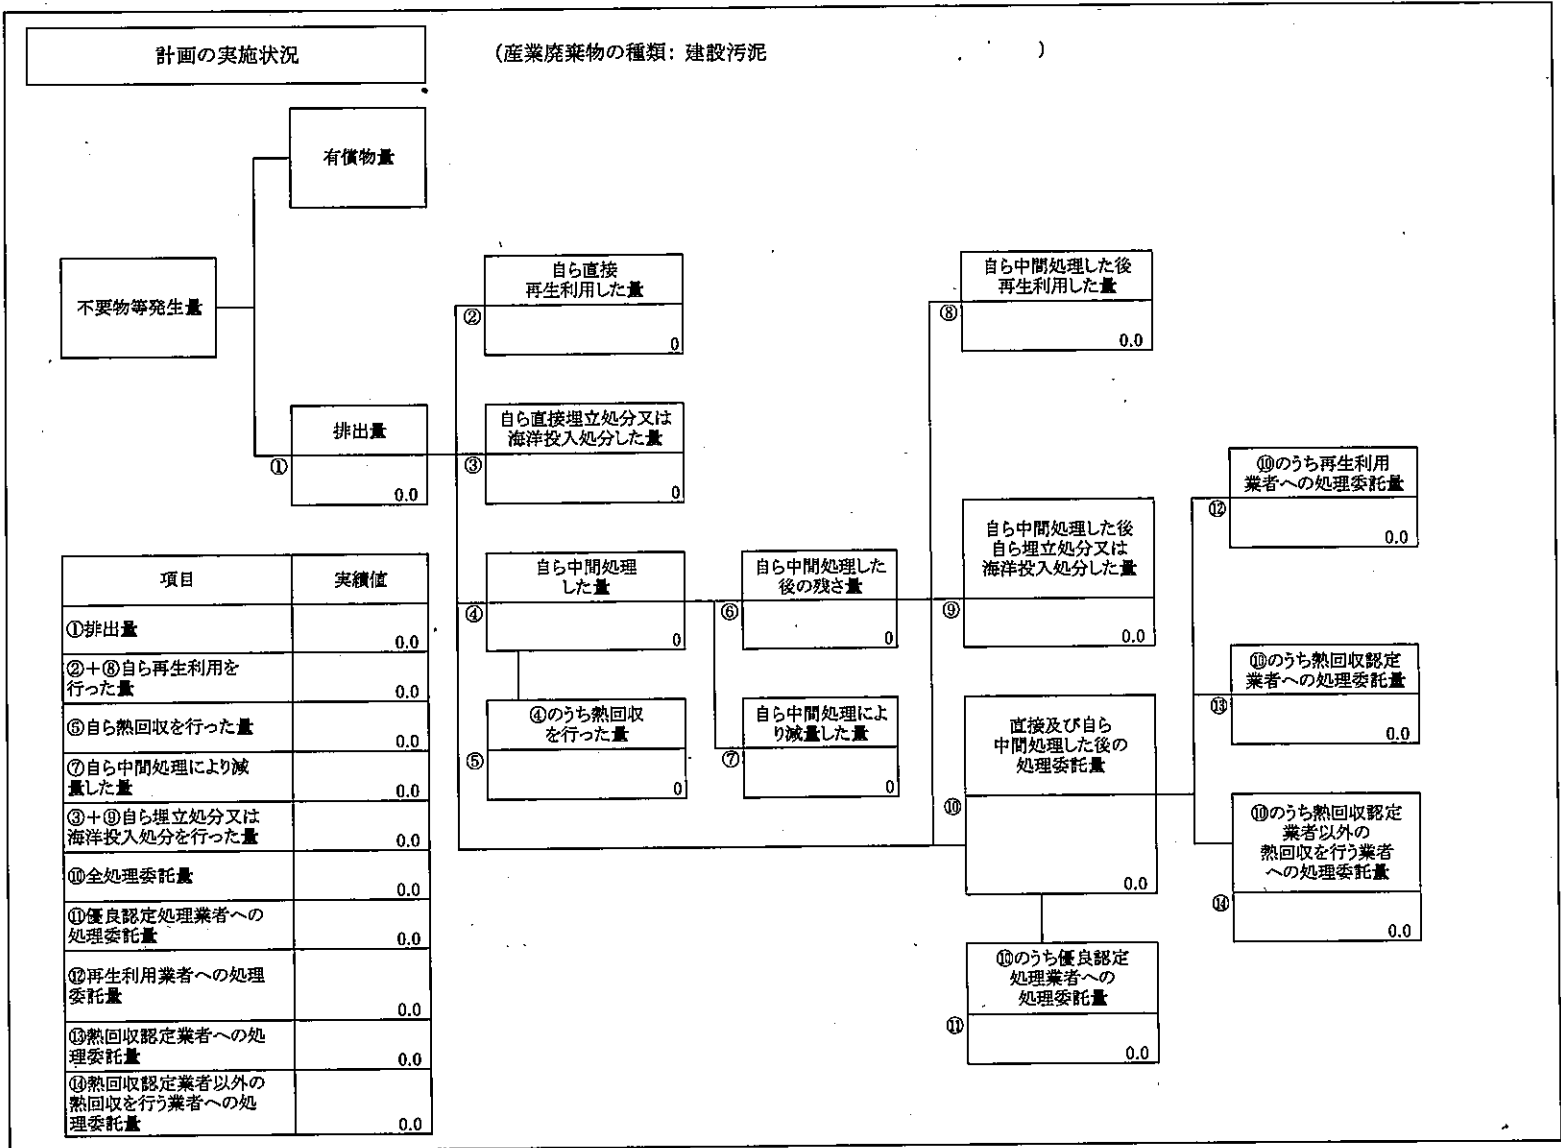 計画の実施状況
(産業廃棄物の種類: 建設汚泥 )
有償物量
不要物等発生量
排出量
①
0.0
自ら直接
再生利用した量
②
0
自ら直接埋立処分又は
海洋投入処分した量
③
0
自ら中間処理
した量
④
0
④のうち熱回収
を行った量
⑤
0
自ら中間処理した
後の残さ量
⑥
0
自ら中間処理によ
り減量した量
⑦
0
自ら中間処理した後
再生利用した量
⑧
0.0
自ら中間処理した後
自ら埋立処分又は
海洋投入処分した量
⑨
0.0
直接及び自ら
中間処理した後の
処理委託量
⑩
0.0
⑩のうち優良認定
処理業者への
処理委託量
⑪
0.0
⑩のうち再生利用
業者への処理委託量
⑫
0.0
⑩のうち熱回収認定
業者への処理委託量
⑬
0.0
⑩のうち熱回収認定
業者以外の
熱回収を行う業者
への処理委託量
⑭
0.0
項目 実績値
①排出量
0.0
②+⑧自ら再生利用を
行った量 0.0
⑤自ら熱回収を行った量
0.0
⑦自ら中間処理により減
量した量 0.0
③+⑨自ら埋立処分又は
海洋投入処分を行った量 0.0
⑩全処理委託量
0.0
⑪優良認定処理業者への
処理委託量 0.0
⑫再生利用業者への処理
委託量 0.0
⑬熱回収認定業者への処
理委託量 0.0
⑭熱回収認定業者以外の
熱回収を行う業者への処
理委託量 0.0